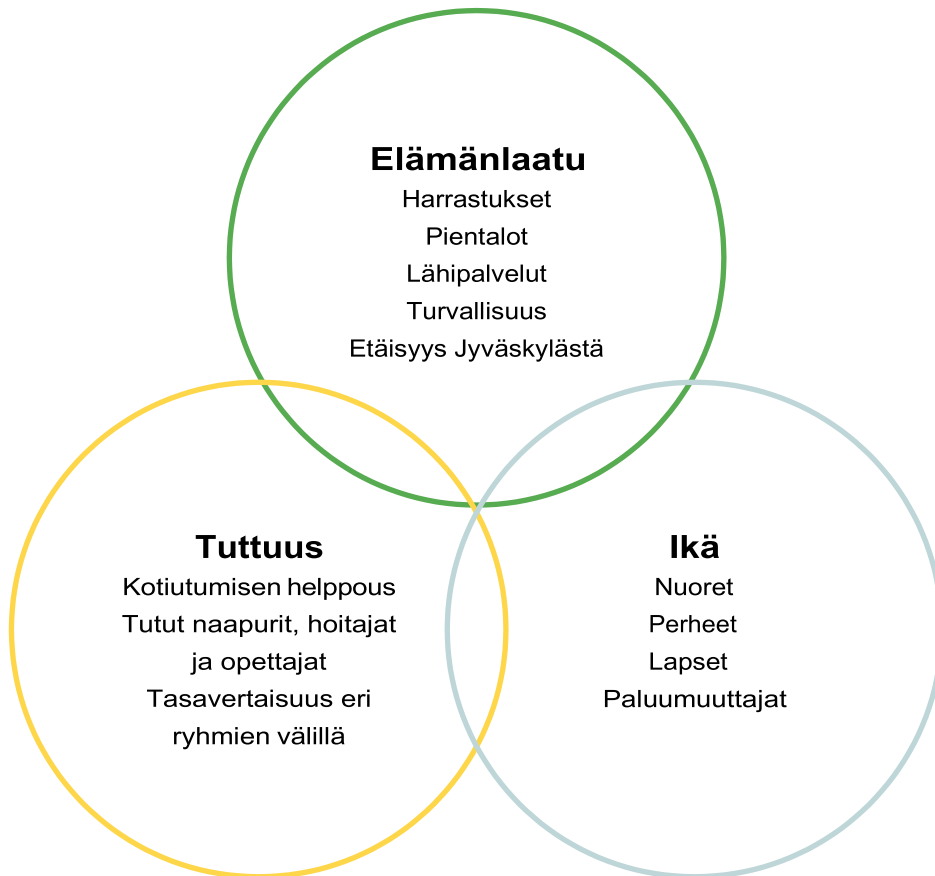 Elämänlaatu
Harrastukset
Pientalot
Lähipalvelut
Turvallisuus
Etäisyys Jyväskylästä
Tuttuus
Kotiutumisen helppous
Tutut naapurit, hoitajat
ja opettajat
Tasavertaisuus eri
ryhmien välillä
Ikä
Nuoret
Perheet
Lapset
Paluumuuttajat